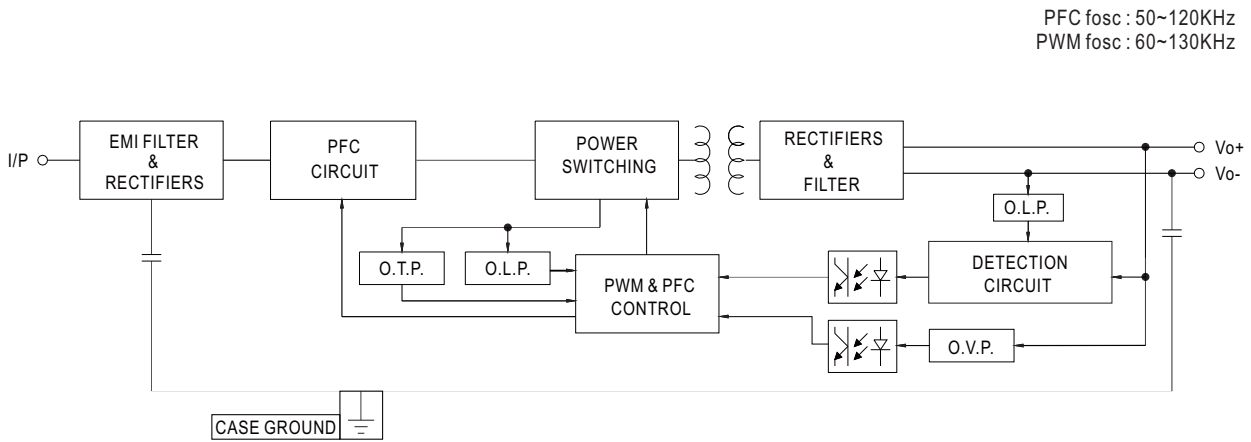 PFC fosc : 50~120KHz
PWM fosc : 60~130KHz
I/P
EMI FILTER
&
RECTIFIERS
PFC
CIRCUIT
POWER
SWITCHING
RECTIFIERS
&
FILTER
Vo+
Vo-
O.L.P.
O.T.P.
O.L.P.
PWM & PFC
CONTROL
DETECTION
CIRCUIT
O.V.P.
CASE GROUND